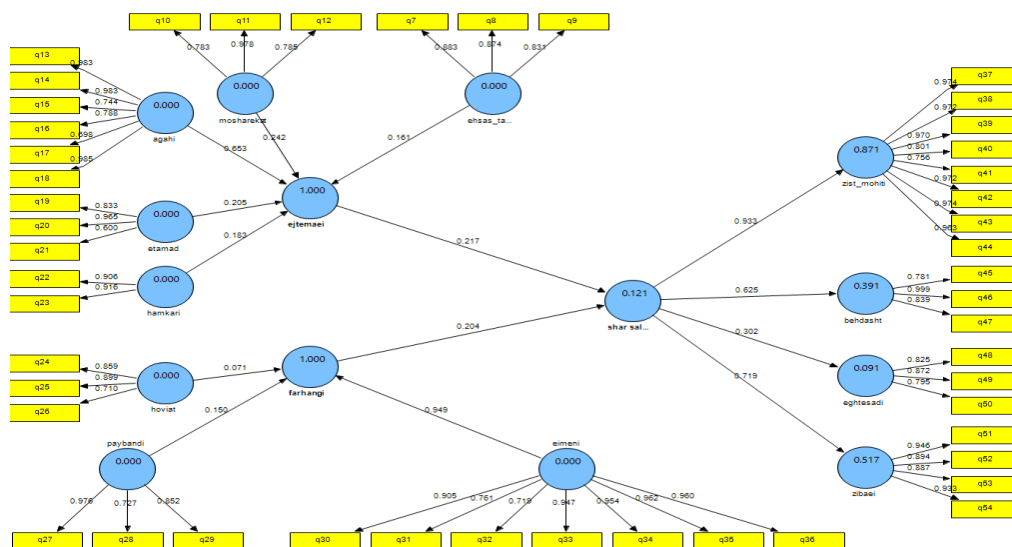 q10
q11
q12
q7
q8
q9
0.783
0.978
0.785
0.883
0.874
0.831
q13
q14
q15
q16
q17
q18
0.983
0.983
0.744
0.788
0.698
0.985
0.000
agahi
0.000
mosharekat
0.000
ehsas_ta...
0.653
0.242
0.161
q19
q20
q21
0.833
0.965
0.600
0.000
etamad
0.205
1.000
ejtemaei
q22
q23
0.906
0.916
0.000
hamkari
0.183
0.217
q24
q25
q26
0.859
0.899
0.710
0.000
hoviat
0.071
1.000
farhangi
0.204
0.121
shar sal...
paybandi
0.000
0.150
0.976
0.727
0.852
q27
q28
q29
eimeni
0.000
0.949
0.905
0.761
0.719
0.947
0.954
0.962
0.960
q30
q31
q32
q33
q34
q35
q36
0.933
0.625
0.302
0.719
0.871
zist_mohiti
0.974
0.972
0.970
0.801
0.756
0.972
0.974
0.963
q37
q38
q39
q40
q41
q42
q43
q44
0.391
behdasht
0.781
0.999
0.839
q45
q46
q47
0.091
eghtesadi
0.825
0.872
0.795
q48
q49
q50
0.517
zibaei
0.946
0.894
0.887
0.933
q51
q52
q53
q54